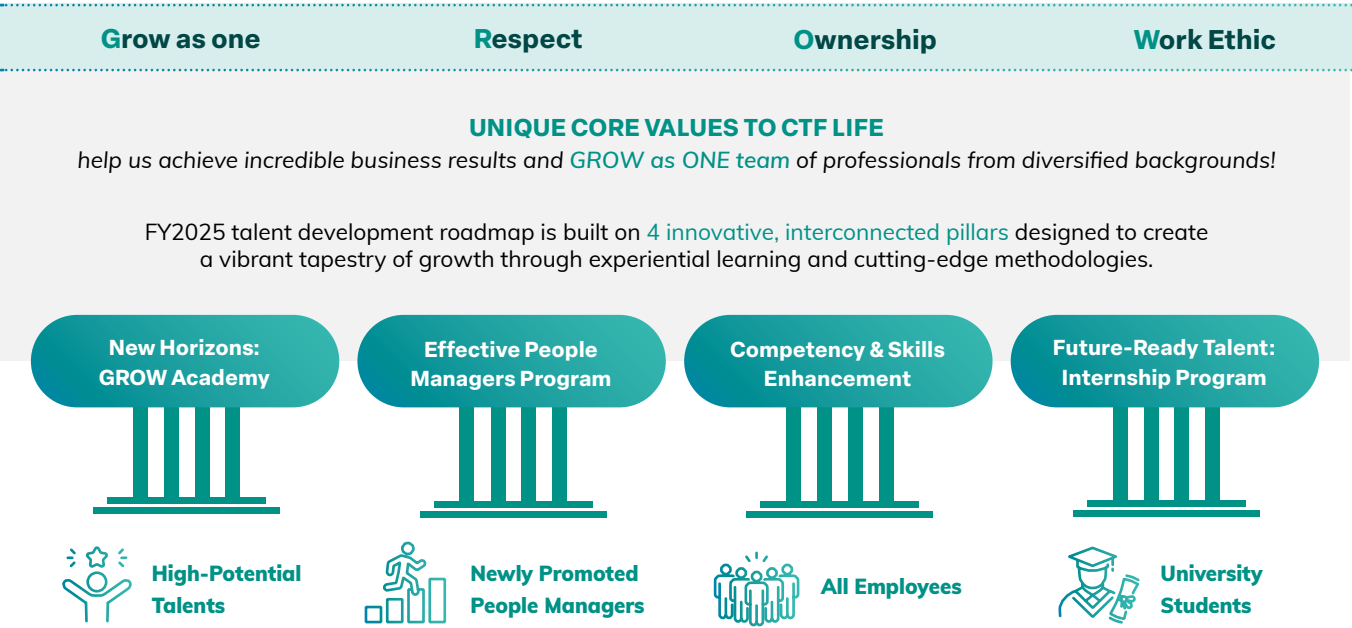 Grow as one
Respect
Ownership
Work Ethic
UNIQUE CORE VALUES TO CTF LIFE
help us achieve incredible business results and GROW as ONE team of professionals from diversified backgrounds!
FY2025 talent development roadmap is built on 4 innovative, interconnected pillars designed to create
a vibrant tapestry of growth through experiential learning and cutting-edge methodologies.
New Horizons:
GROW Academy
Effective People
Managers Program
Competency & Skills
Enhancement
Future-Ready Talent:
Internship Program
High-Potential
Talents
Newly Promoted
People Managers
All Employees
University
Students